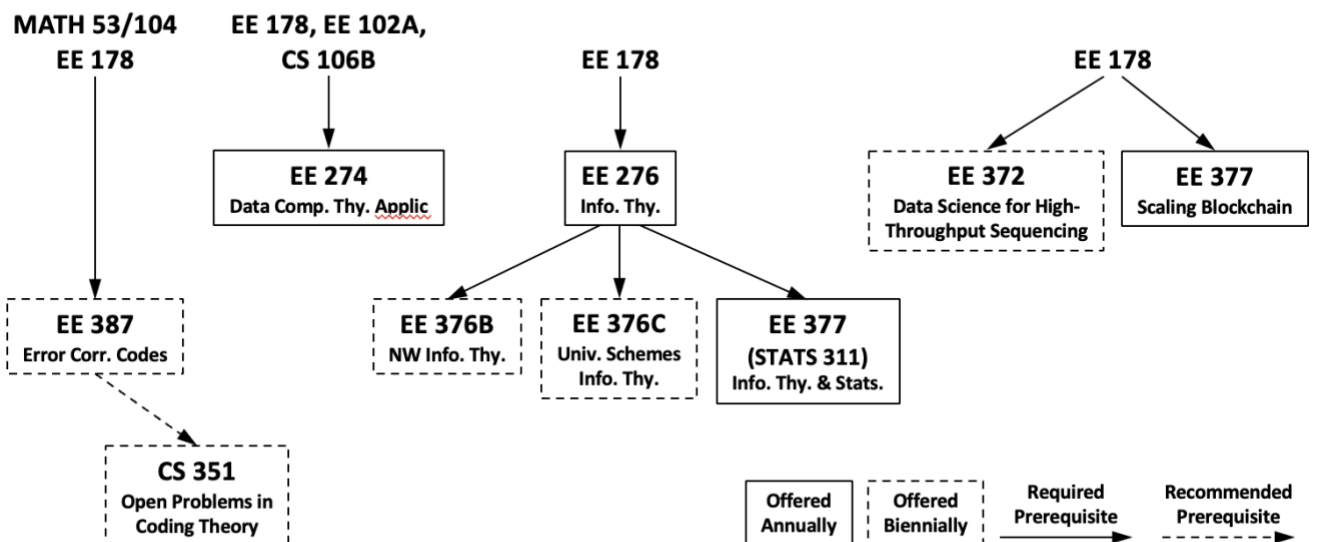 MATH 53/104
EE 178
EE 178, EE 102A,
CS 106B
EE 178
EE 178
EE 274
Data Comp. Thy. Applic
EE 276
Info. Thy.
EE 372
Data Science for High-
Throughput Sequencing
EE 377
Scaling Blockchain
EE 387
Error Corr. Codes
EE 376B
NW Info. Thy.
EE 376C
Univ. Schemes
Info. Thy.
EE 377
(STATS 311)
Info. Thy. & Stats.
CS 351
Open Problems in
Coding Theory
Offered
Annually
Offered
Biennially
Required
Prerequisite
Recommended
Prerequisite